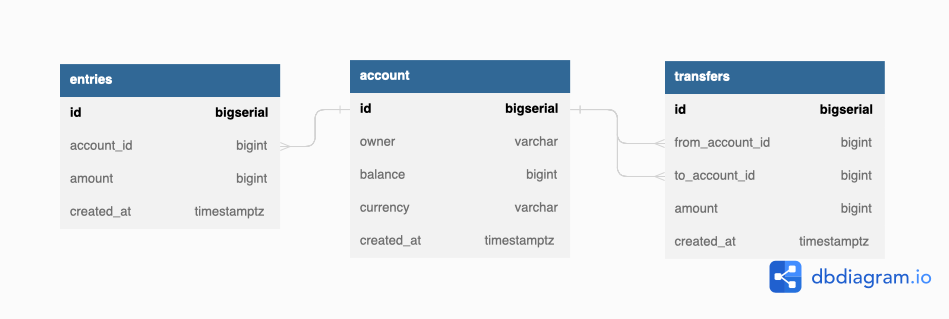 entries
id bigserial
account_id bigint
amount bigint
created_at timestamptz
account
id bigserial
owner varchar
balance bigint
currency varchar
created_at timestamptz
transfers
id bigserial
from_account_id bigint
to_account_id bigint
amount bigint
created_at timestamptz
dbdiagram.io